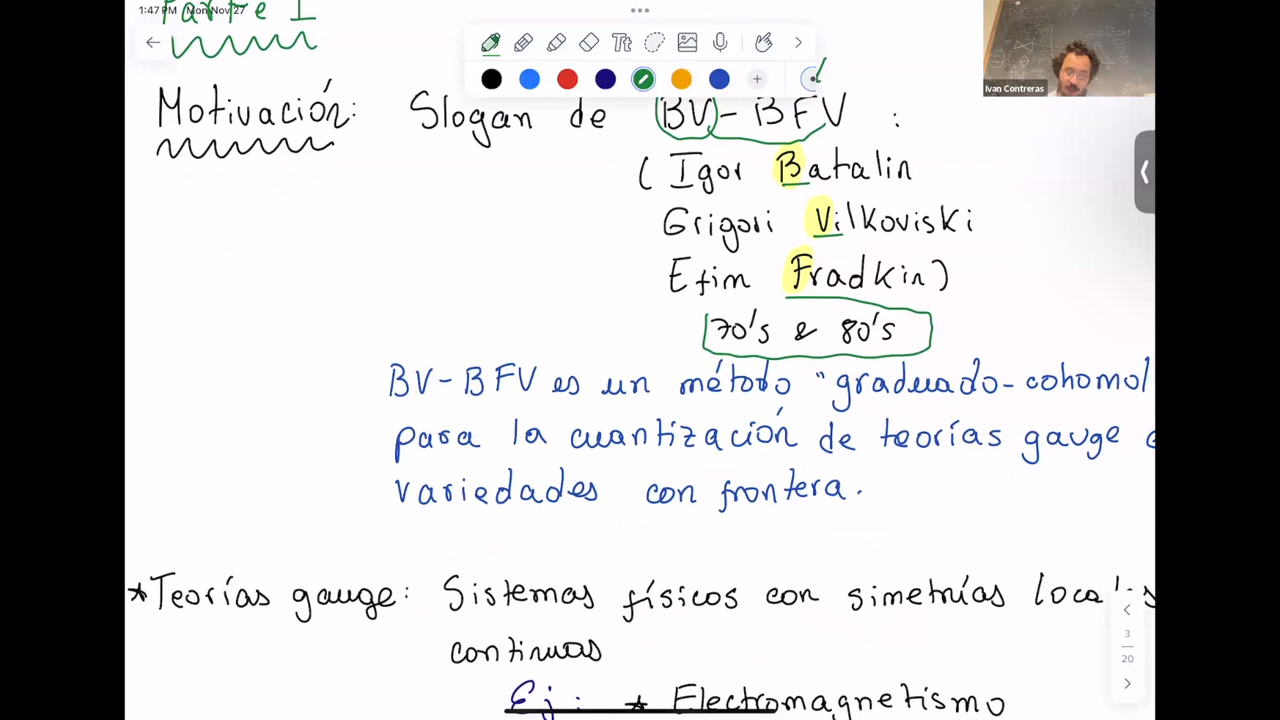 1:47 PM Mon Nov 27
Parte I
Tt
Ivan Contreras
Motivación: Slogan de BV-BFV :
(Igor Batalin
Grigori Vilkoviski
Efim Fradkin)
70's & 80's
BV-BFV es un método "graduado-cohomol
para la cuantización de teorías gauge
variedades con frontera.
*Teorías gauge: Sistemas físicos con simetrías locales
continuas
3
20
Ej: * Electromagnetismo